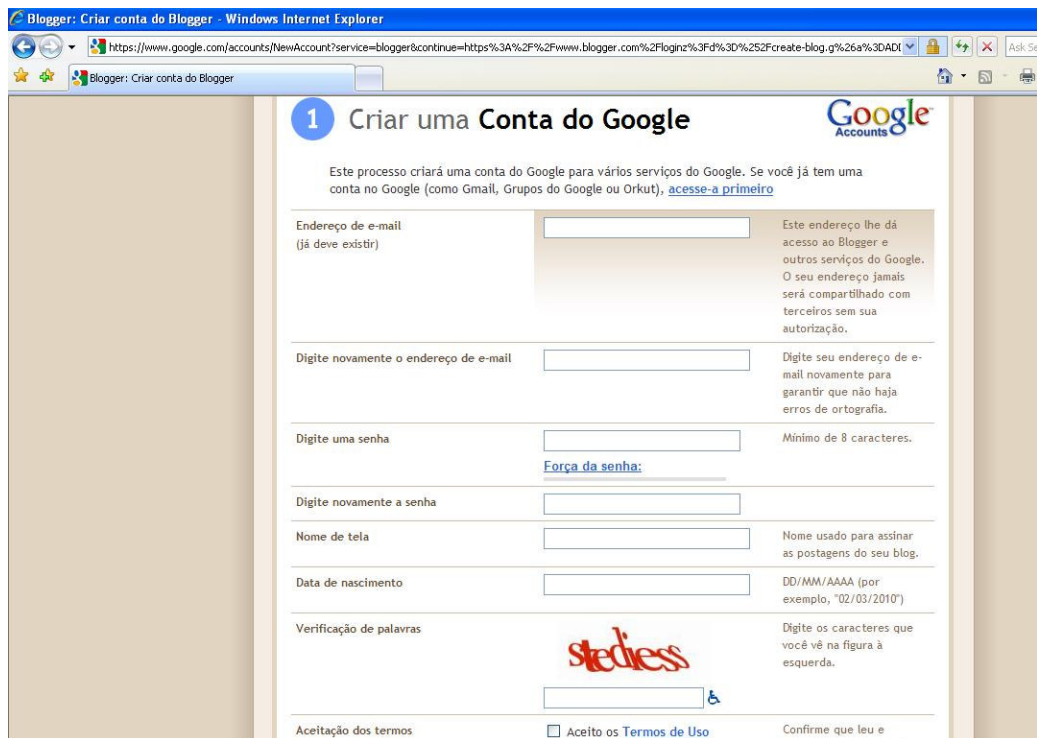 Blogger: Criar conta do Blogger - Windows Internet Explorer
https://www.google.com/accounts/NewAccount?service=blogger&continue=https%3A%2F%2Fwww.blogger.com%2Floginz%3Fd%3D%252Fcreate-blog.g%26a%3DAD
Ask Se
Blogger: Criar conta do Blogger
1 Criar uma Conta do Google
Google Accounts
Este processo criará uma conta do Google para vários serviços do Google. Se você já tem uma
conta no Google (como Gmail, Grupos do Google ou Orkut), acesse-a primeiro
Endereço de e-mail
(já deve existir)
Este endereço lhe dá
acesso ao Blogger e
outros serviços do Google.
O seu endereço jamais
será compartilhado com
terceiros sem sua
autorização.
Digite novamente o endereço de e-mail
Digite seu endereço de e-
mail novamente para
garantir que não haja
erros de ortografia.
Digite uma senha
Mínimo de 8 caracteres.
Força da senha:
Digite novamente a senha
Nome de tela
Nome usado para assinar
as postagens do seu blog.
Data de nascimento
DD/MM/AAAA (por
exemplo, "02/03/2010")
Verificação de palavras
stediess
Digite os caracteres que
você vê na figura à
esquerda.
Aceitação dos termos
Aceito os Termos de Uso
Confirme que leu e